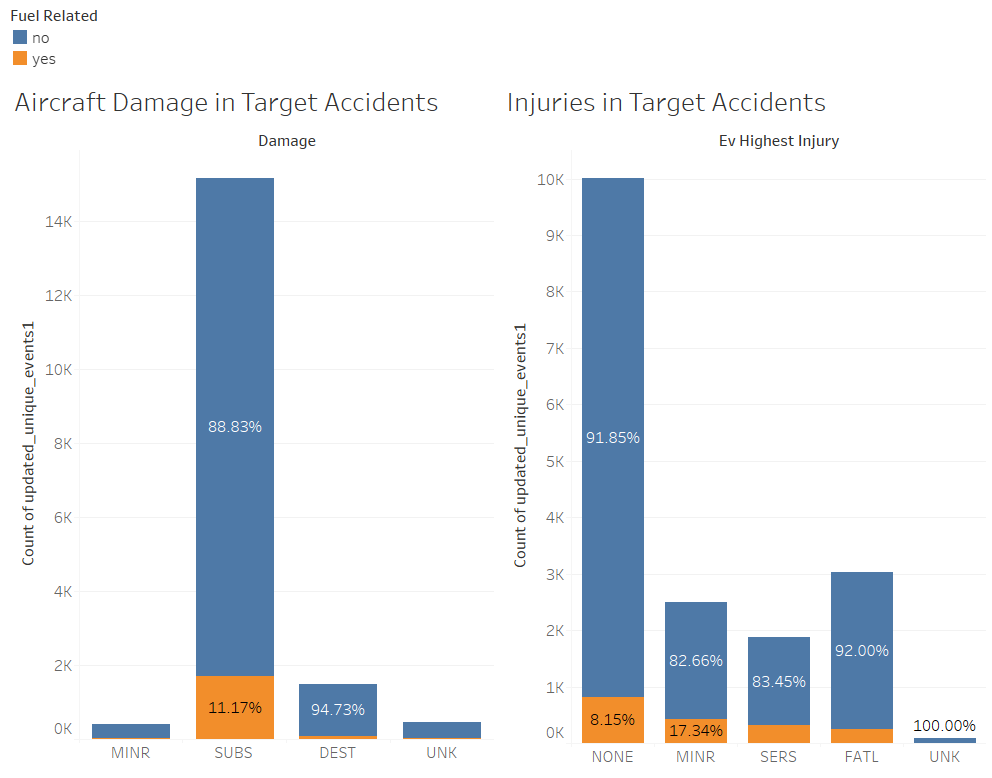 Fuel Related
no
yes
Aircraft Damage in Target Accidents
Damage
Count of updated_unique_events1
14K
12K
10K
8K
6K
4K
2K
0K
88.83%
11.17%
94.73%
MINR
SUBS
DEST
UNK
Injuries in Target Accidents
Ev Highest Injury
Count of updated_unique_events1
10K
9K
8K
7K
6K
5K
4K
3K
2K
1K
0K
91.85%
8.15%
82.66%
17.34%
83.45%
92.00%
100.00%
NONE
MINR
SERS
FATL
UNK